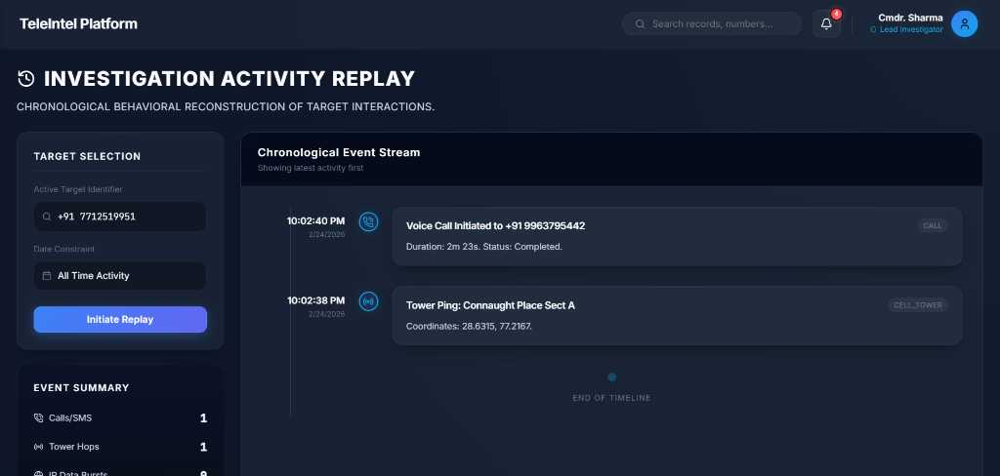 TeleIntel Platform
Search records, numbers...
4
Cmdr. Sharma
Lead Investigator
INVESTIGATION ACTIVITY REPLAY
CHRONOLOGICAL BEHAVIORAL RECONSTRUCTION OF TARGET INTERACTIONS.
TARGET SELECTION
Active Target Identifier
+91 7712519951
Date Constraint
All Time Activity
Initiate Replay
EVENT SUMMARY
Calls/SMS 1
Tower Hops 1
IP Data Bursts
Chronological Event Stream
Showing latest activity first
10:02:40 PM
2/24/2026
Voice Call Initiated to +91 9963795442
CALL
Duration: 2m 23s. Status: Completed.
10:02:38 PM
2/24/2026
Tower Ping: Connaught Place Sect A
CELL_TOWER
Coordinates: 28.6315, 77.2167.
END OF TIMELINE